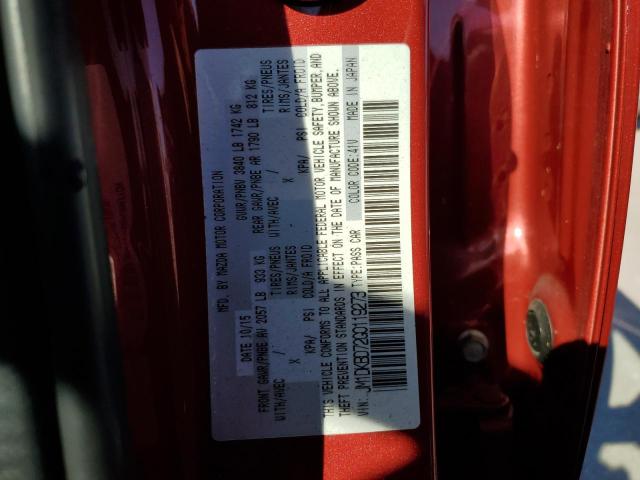 MFD. BY MAZDA MOTOR CORPORATION
DATE 10/15 GVWR/PNBV 3840 LB 1742 KG
FRONT GAWR/PNBE AV 2057 LB 933 KG REAR GAWR/PNBE AR 1790 LB 812 KG
WITH/AVEC / TIRES/PNEUS WITH/AVEC / TIRES/PNEUS
X RIMS/JANTES X RIMS/JANTES
KPA/ PSI COLD/A FROID KPA/ PSI COLD/A FROID
THIS VEHICLE CONFORMS TO ALL APPLICABLE FEDERAL MOTOR VEHICLE SAFETY, BUMPER, AND
THEFT PREVENTION STANDARDS IN EFFECT ON THE DATE OF MANUFACTURE SHOWN ABOVE.
VIN: JM1DKBD72G0119273 TYPE:PASS CAR COLOR CODE:41V MADE IN JAPAN